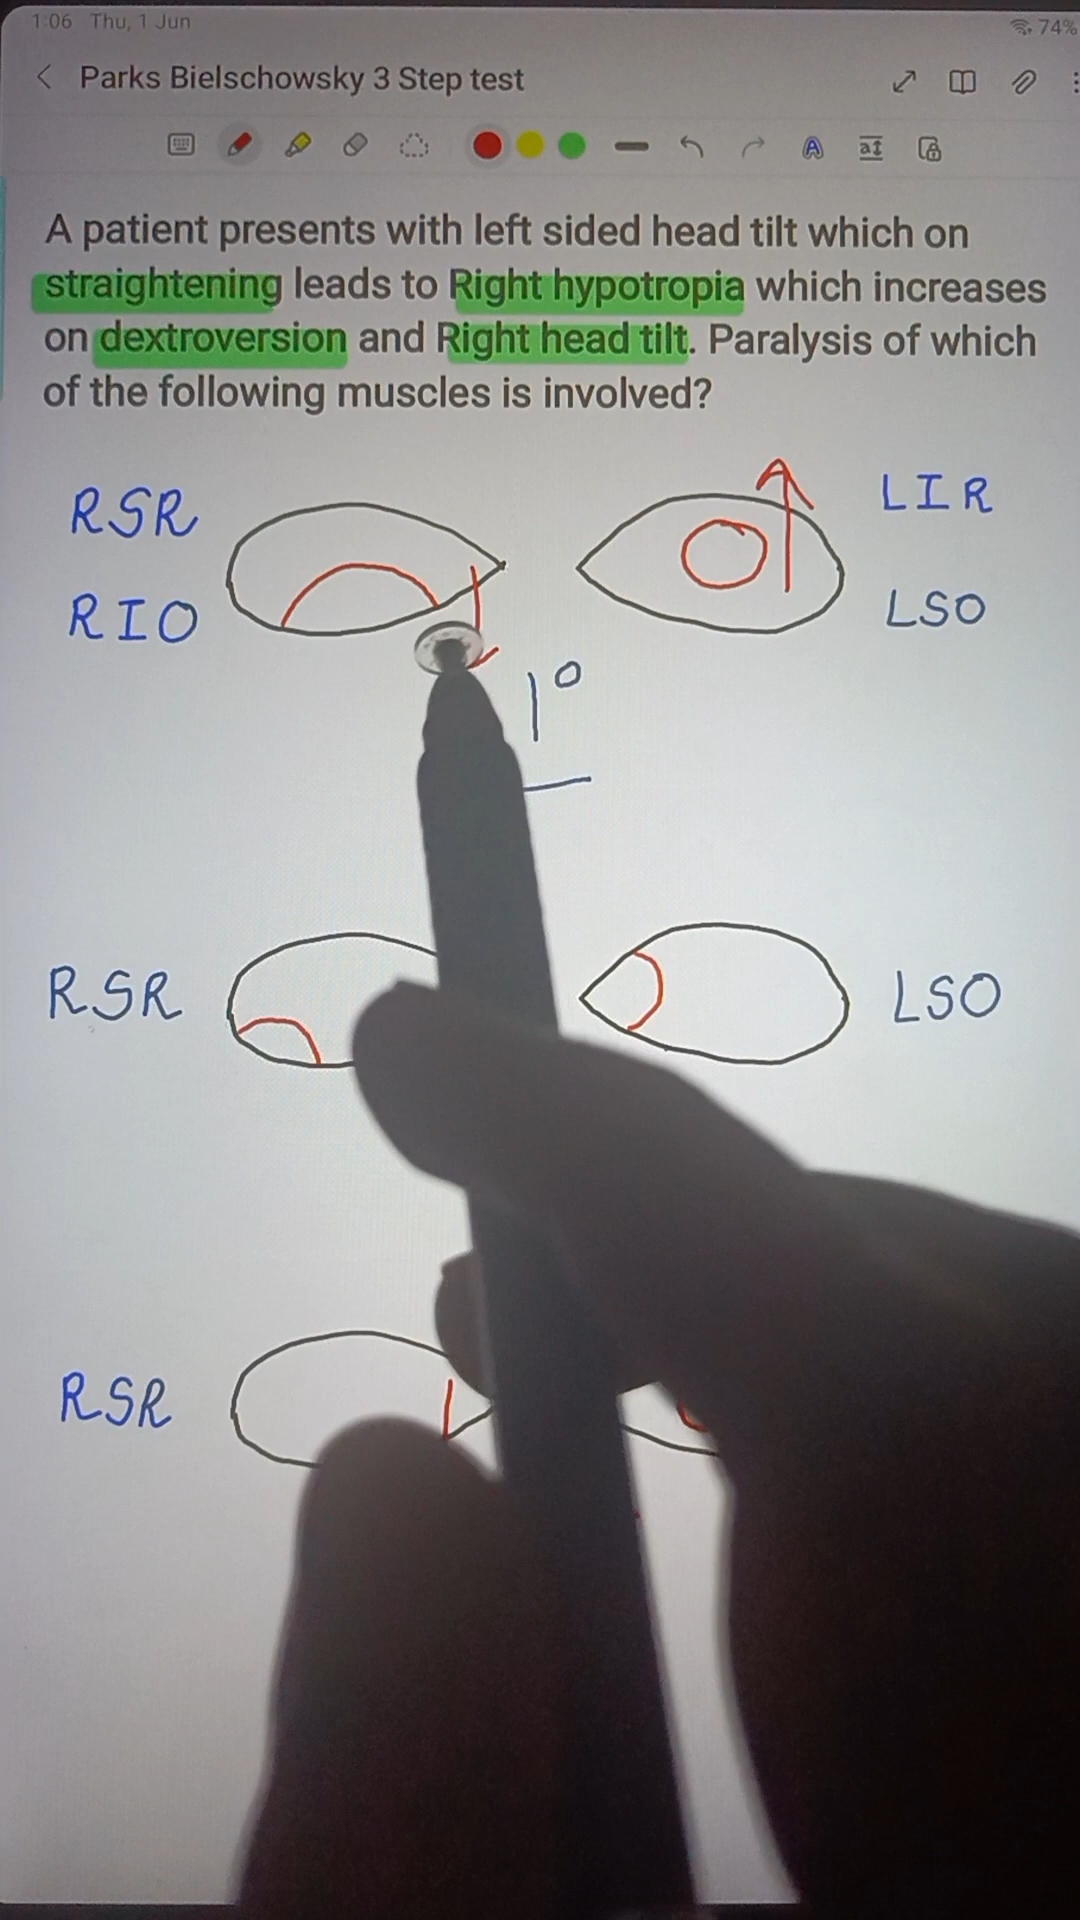 1:06 Thu, 1 Jun
74%
Parks Bielschowsky 3 Step test
A patient presents with left sided head tilt which on
straightening leads to Right hypotropia which increases
on dextroversion and Right head tilt. Paralysis of which
of the following muscles is involved?
RSR
LIR
RIO
LSO
1°
RSR
LSO
RSR